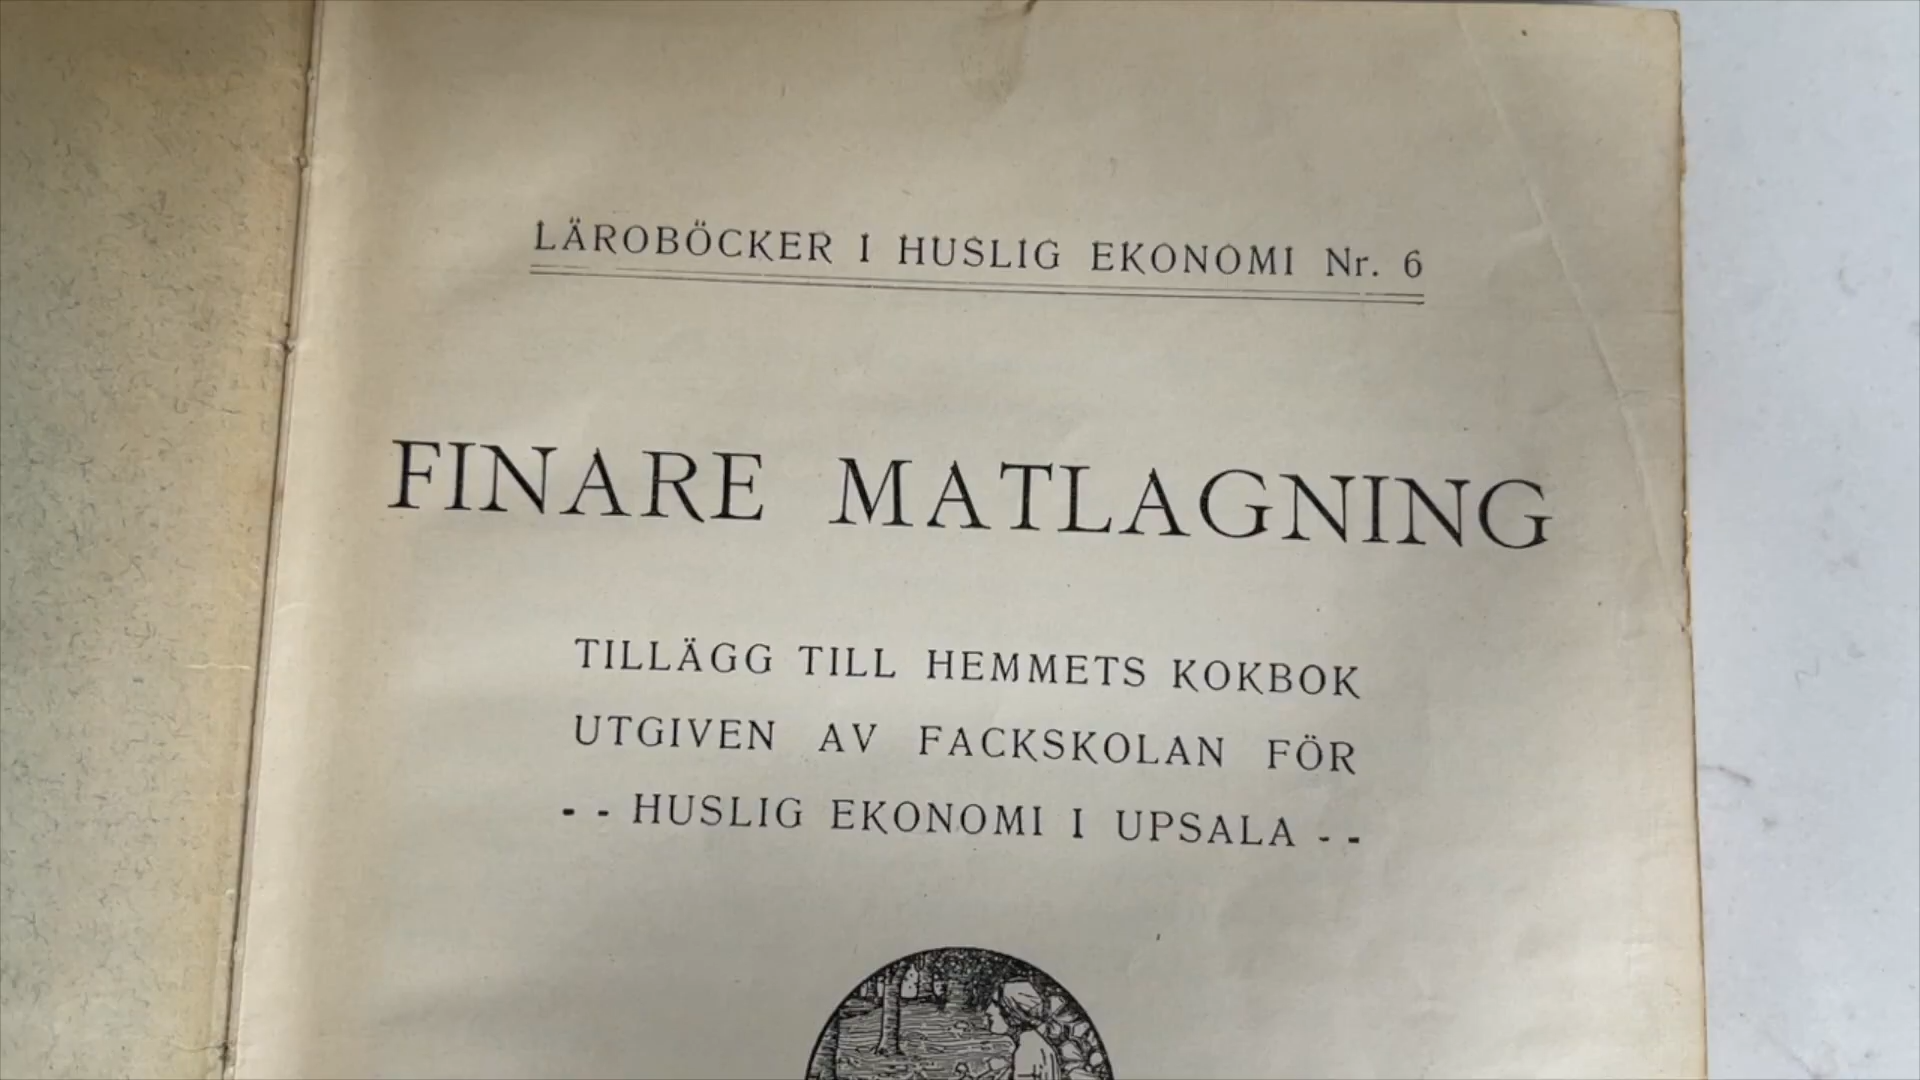 LÄROBÖCKER I HUSLIG EKONOMI Nr. 6
FINARE MATLAGNING
TILLÄGG TILL HEMMETS KOKBOK
UTGIVEN AV FACKSKOLAN FÖR
- - HUSLIG EKONOMI I UPSALA - -